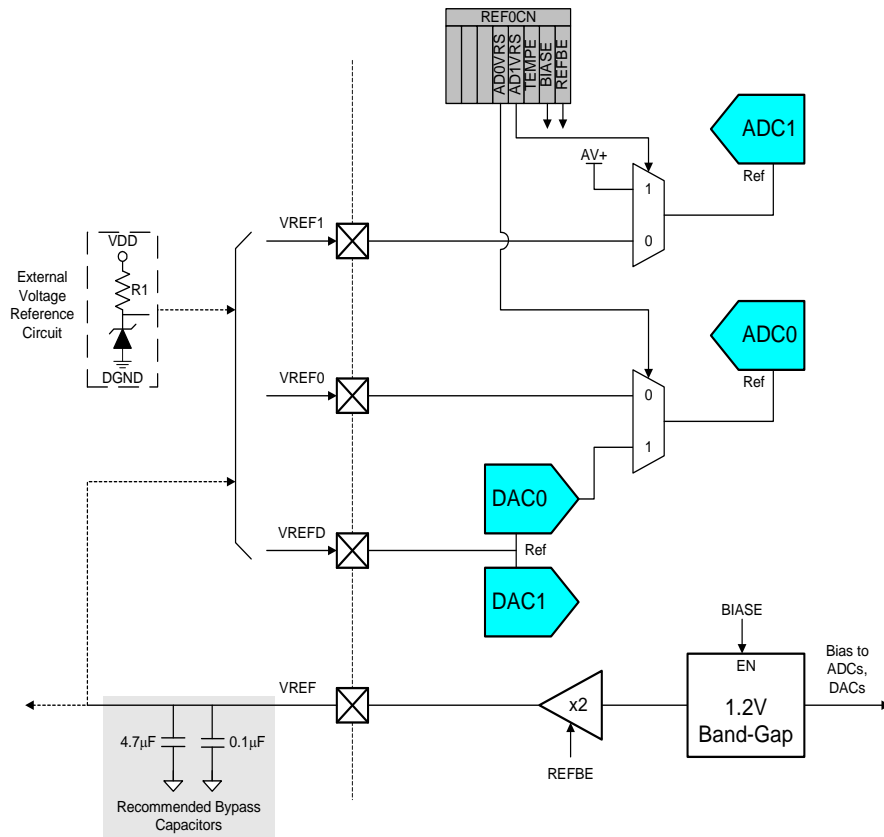 REF0CN
AD0VRS
AD1VRS
TEMPE
BIASE
REFBE
ADC1
Ref
AV+
1
0
VREF1
External
Voltage
Reference
Circuit
VDD
R1
DGND
ADC0
Ref
VREF0
0
1
DAC0
VREFD
Ref
DAC1
BIASE
EN
1.2V
Band-Gap
Bias to
ADCs,
DACs
VREF
x2
REFBE
4.7µF
0.1µF
Recommended Bypass
Capacitors